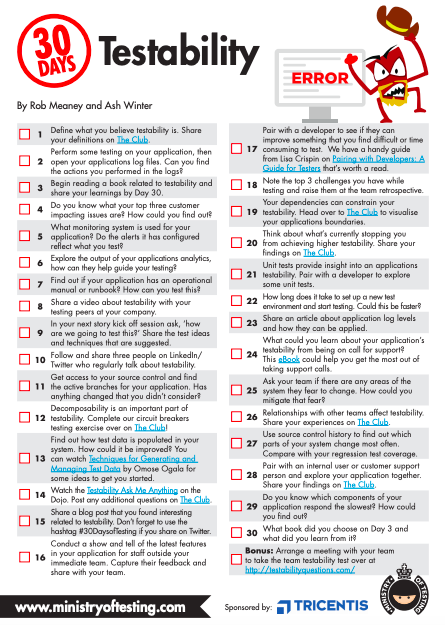 30
DAYS
Testability
ERROR
By Rob Meaney and Ash Winter
1 Define what you believe testability is. Share
your definitions on The Club.
2 Perform some testing on your application, then
open your applications log files. Can you find
the actions you performed in the logs?
3 Begin reading a book related to testability and
share your learnings by Day 30.
4 Do you know what your top three customer
impacting issues are? How could you find out?
5 What monitoring system is used for your
application? Do the alerts it has configured
reflect what you test?
6 Explore the output of your applications analytics,
how can they help guide your testing?
7 Find out if your application has an operational
manual or runbook? How can you test this?
8 Share a video about testability with your
testing peers at your company.
9 In your next story kick off session ask, 'how
are we going to test this?' Share the test ideas
and techniques that are suggested.
10 Follow and share three people on LinkedIn/
Twitter who regularly talk about testability.
11 Get access to your source control and find
the active branches for your application. Has
anything changed that you didn't consider?
12 Decomposability is an important part of
testability. Complete our circuit breakers
testing exercise over on The Club!
13 Find out how test data is populated in your
system. How could it be improved? You
can watch Techniques for Generating and
Managing Test Data by Omose Ogala for
some ideas to get you started.
14 Watch the Testability Ask Me Anything on the
Dojo. Post any additional questions on The Club.
15 Share a blog post that you found interesting
related to testability. Don't forget to use the
hashtag #30DaysofTesting if you share on Twitter.
16 Conduct a show and tell of the latest features
in your application for staff outside your
immediate team. Capture their feedback and
share with your team.
17 Pair with a developer to see if they can
improve something that you find difficult or time
consuming to test. We have a handy guide
from Lisa Crispin on Pairing with Developers: A
Guide for Testers that's worth a read.
18 Note the top 3 challenges you have while
testing and raise them at the team retrospective.
19 Your dependencies can constrain your
testability. Head over to The Club to visualise
your applications boundaries.
20 Think about what's currently stopping you
from achieving higher testability. Share your
findings on The Club.
21 Unit tests provide insight into an applications
testability. Pair with a developer to explore
some unit tests.
22 How long does it take to set up a new test
environment and start testing. Could this be faster?
23 Share an article about application log levels
and how they can be applied.
24 What could you learn about your application's
testability from being on call for support?
This eBook could help you get the most out of
taking support calls.
25 Ask your team if there are any areas of the
system they fear to change. How could you
mitigate that fear?
26 Relationships with other teams affect testability.
Share your experiences on The Club.
27 Use source control history to find out which
parts of your system change most often.
Compare with your regression test coverage.
28 Pair with an internal user or customer support
person and explore your application together.
Share your findings on The Club.
29 Do you know which components of your
application respond the slowest? How could
you find out?
30 What book did you choose on Day 3 and
what did you learn from it?
Bonus: Arrange a meeting with your team
to take the team testability test over at
http://testabilityquestions.com/
www.ministryoftesting.com
Sponsored by: TRICENTIS
MINISTRY OF TESTING